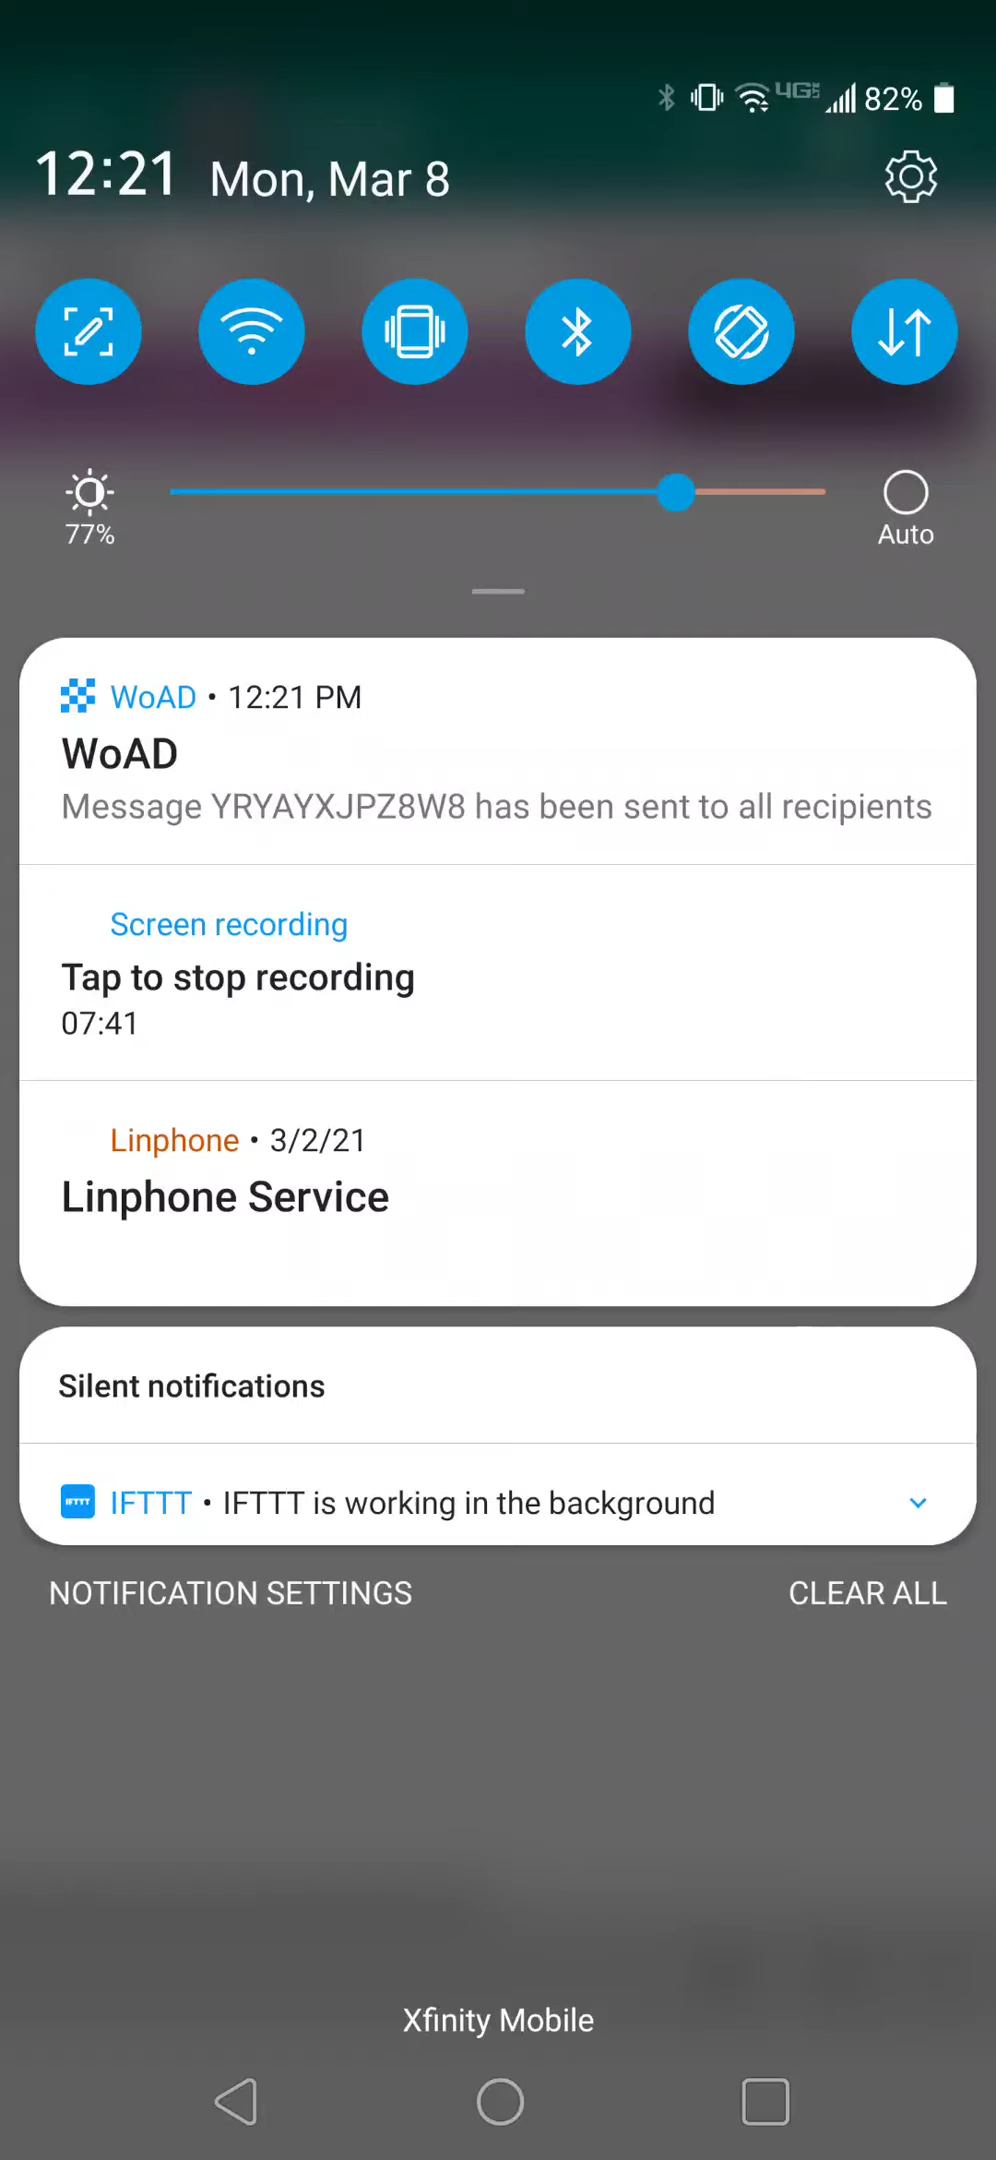 4G 82%
12:21 Mon, Mar 8
77%
Auto
WoAD • 12:21 PM
WoAD
Message YRYAYXJPZ8W8 has been sent to all recipients
Screen recording
Tap to stop recording
07:41
Linphone • 3/2/21
Linphone Service
Silent notifications
IFTTT IFTTT • IFTTT is working in the background
NOTIFICATION SETTINGS CLEAR ALL
Xfinity Mobile